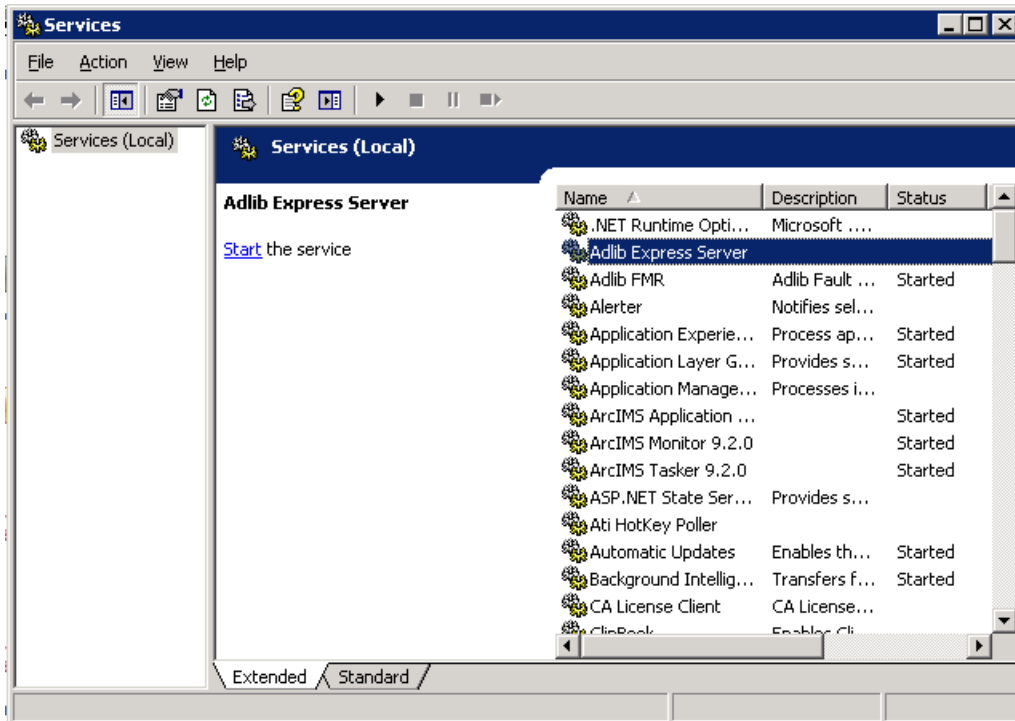 Services
File Action View Help
Services (Local)
Services (Local)
Adlib Express Server
Start the service
Name Description Status
.NET Runtime Opti... Microsoft ....
Adlib Express Server
Adlib FMR Adlib Fault ... Started
Alerter Notifies sel...
Application Experie... Process ap... Started
Application Layer G... Provides s... Started
Application Manage... Processes i...
ArcIMS Application ... Started
ArcIMS Monitor 9.2.0 Started
ArcIMS Tasker 9.2.0 Started
ASP.NET State Ser... Provides s...
Ati HotKey Poller
Automatic Updates Enables th... Started
Background Intellig... Transfers f... Started
CA License Client CA License...
ClipBook Enables Cli...
Extended Standard